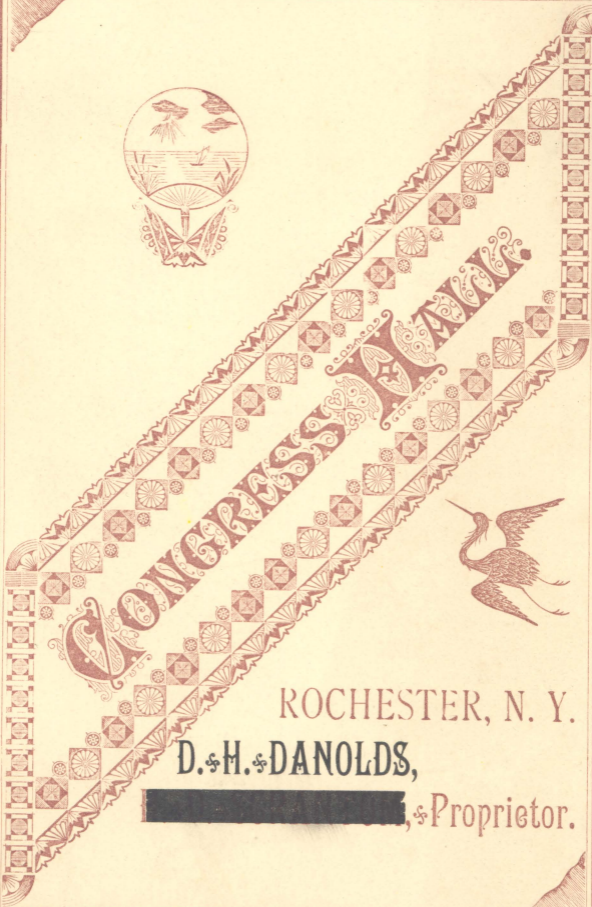 CONGRESS HALL.
ROCHESTER, N. Y.
D. H. DANOLDS,
, Proprietor.